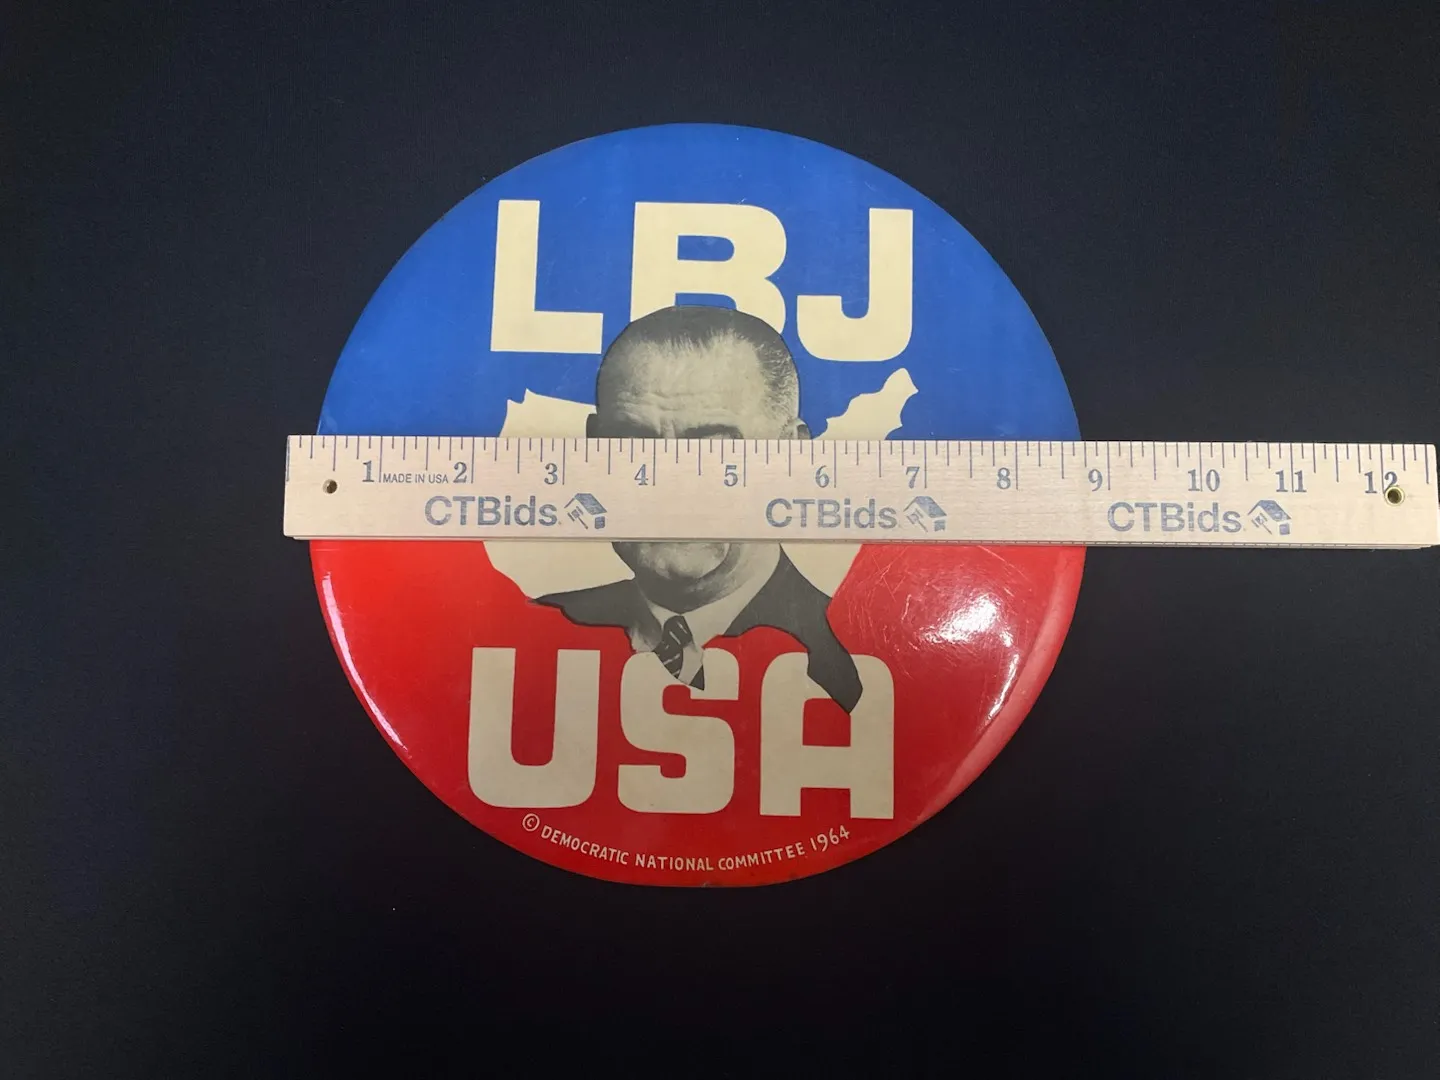 LBJ
1 MADE IN USA 2 3 4 5 6 7 8 9 10 11 12
CTBids CTBids CTBids
USA
© DEMOCRATIC NATIONAL COMMITTEE 1964